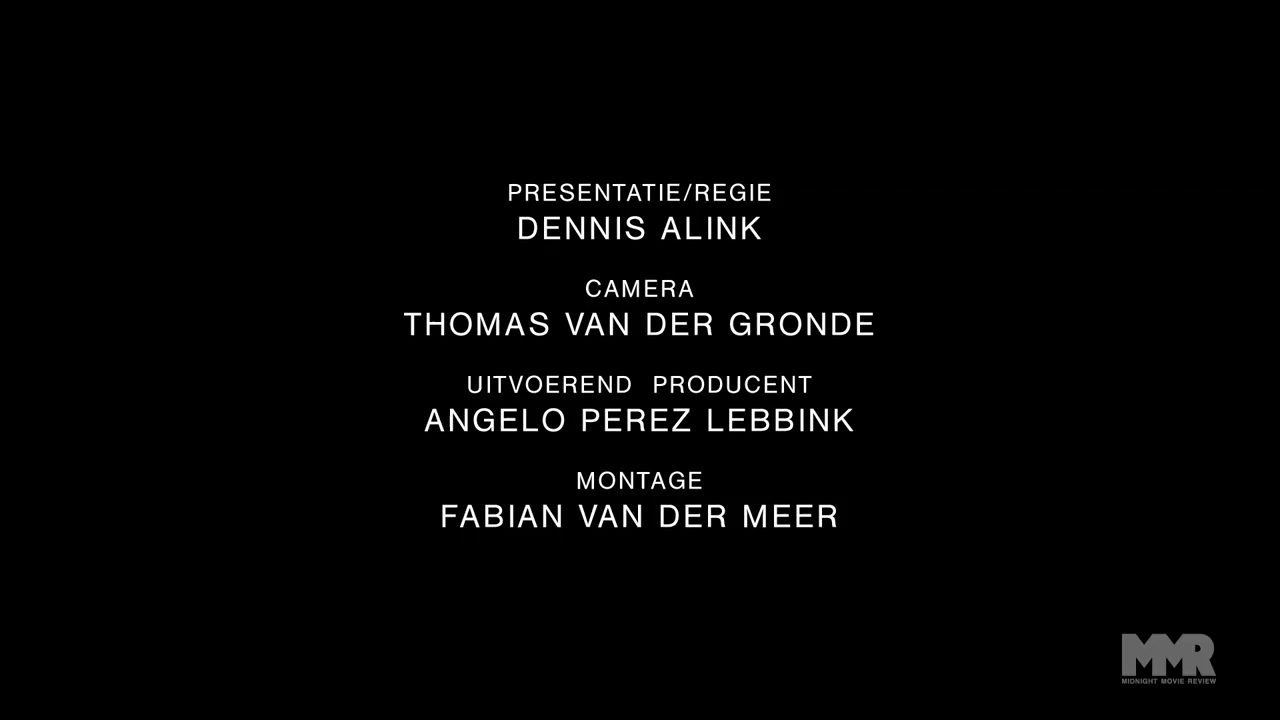 PRESENTATIE/REGIE
DENNIS ALINK
CAMERA
THOMAS VAN DER GRONDE
UITVOEREND PRODUCENT
ANGELO PEREZ LEBBINK
MONTAGE
FABIAN VAN DER MEER
MMR
MIDNIGHT MOVIE REVIEW